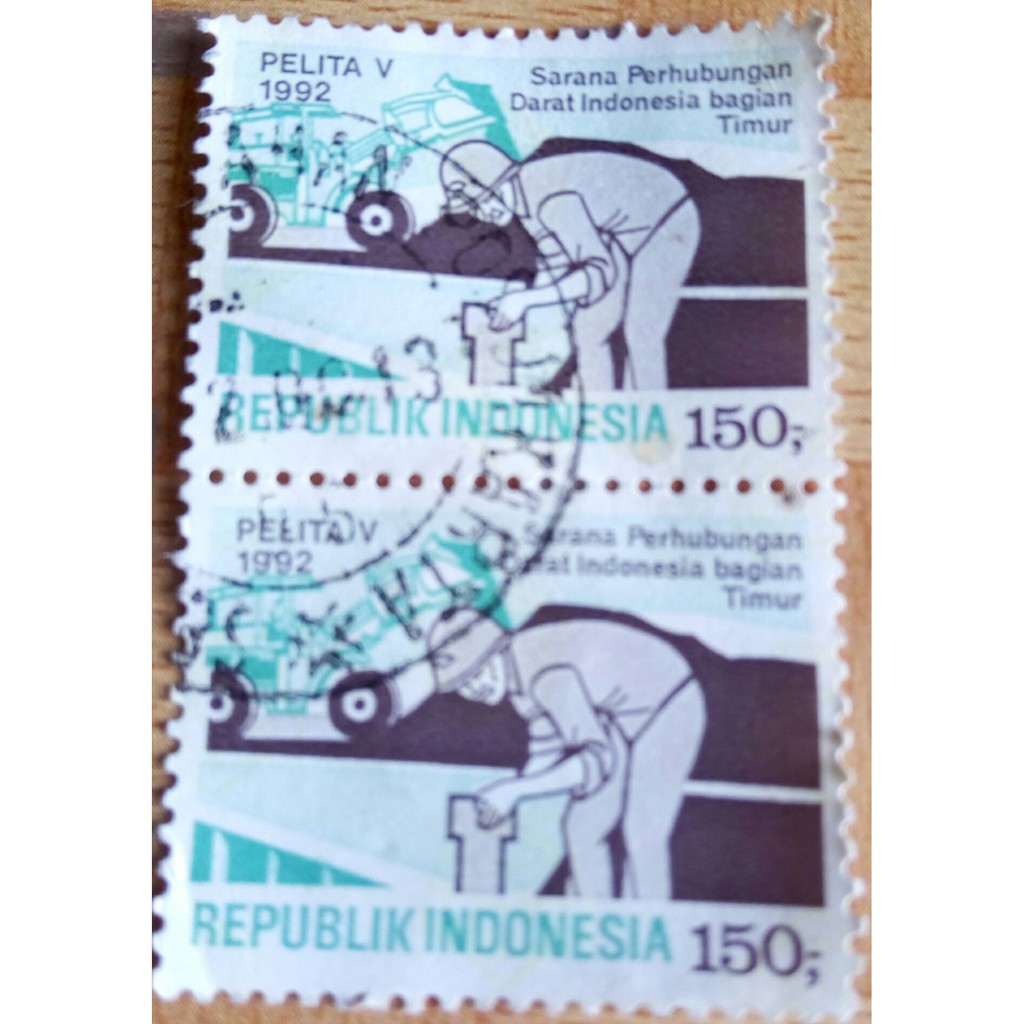 PELITA V
1992
Sarana Perhubungan
Darat Indonesia bagian
Timur
REPUBLIK INDONESIA 150,-
PELITA V
1992
Sarana Perhubungan
Darat Indonesia bagian
Timur
REPUBLIK INDONESIA 150,-